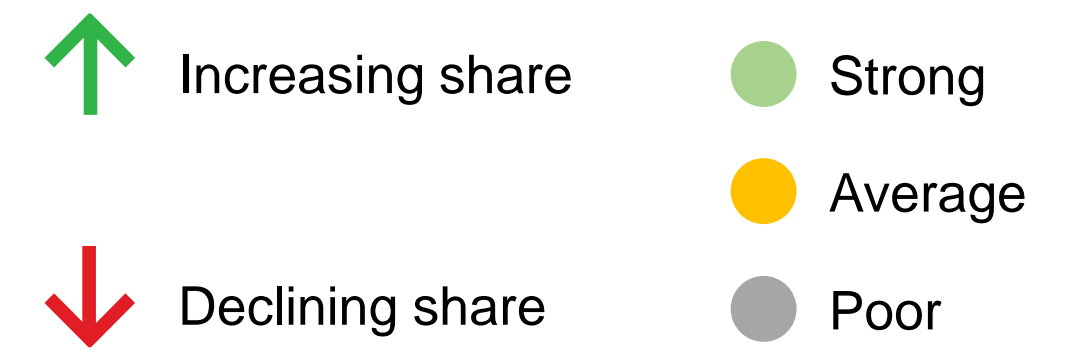 Increasing share
Strong
Average
Declining share
Poor